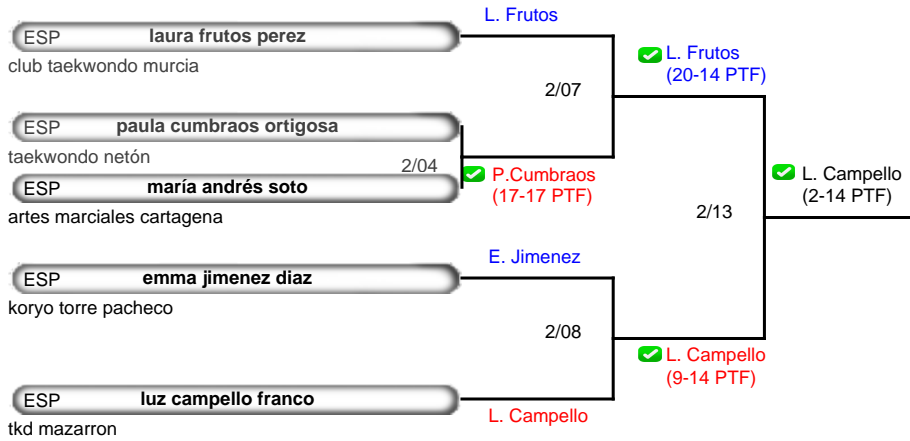 L. Frutos
ESP laura frutos perez
club taekwondo murcia
2/07
L. Frutos
(20-14 PTF)
ESP paula cumbraos ortigosa
taekwondo netón
2/04
P.Cumbraos
(17-17 PTF)
ESP maría andrés soto
artes marciales cartagena
L. Campello
(2-14 PTF)
2/13
E. Jimenez
ESP emma jimenez diaz
koryo torre pacheco
2/08
L. Campello
(9-14 PTF)
ESP luz campello franco
L. Campello
tkd mazarron